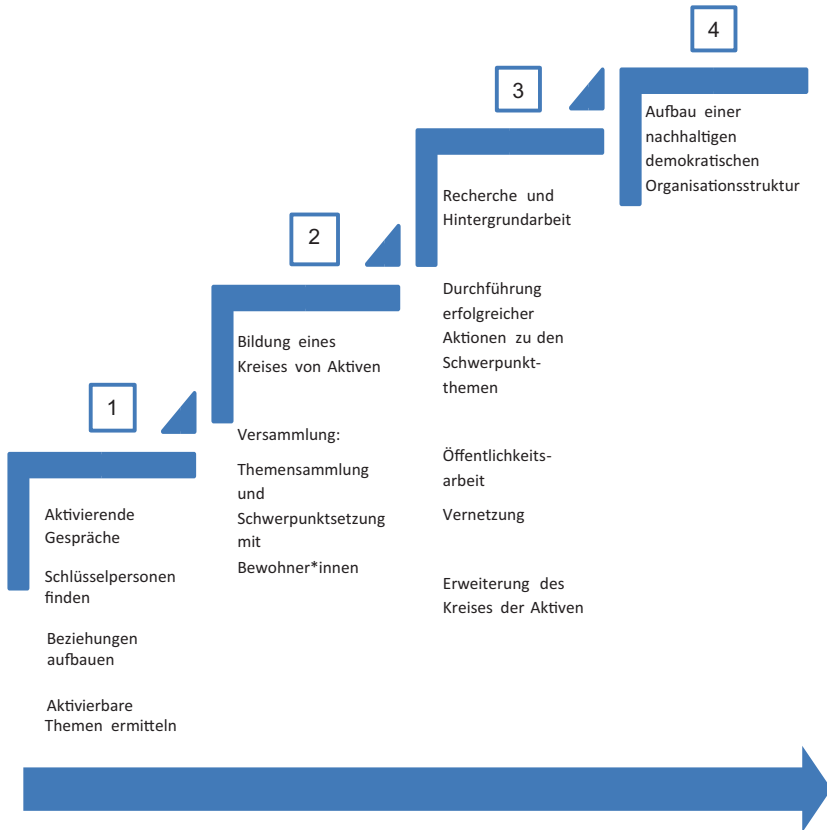 1
Aktivierende
Gespräche
Schlüsselpersonen
finden
Beziehungen
aufbauen
Aktivierbare
Themen ermitteln
2
Bildung eines
Kreises von Aktiven
Versammlung:
Themensammlung
und
Schwerpunktsetzung
mit
Bewohner*innen
3
Recherche und
Hintergrundarbeit
Durchführung
erfolgreicher
Aktionen zu den
Schwerpunkt-
themen
Öffentlichkeits-
arbeit
Vernetzung
Erweiterung des
Kreises der Aktiven
4
Aufbau einer
nachhaltigen
demokratischen
Organisationsstruktur